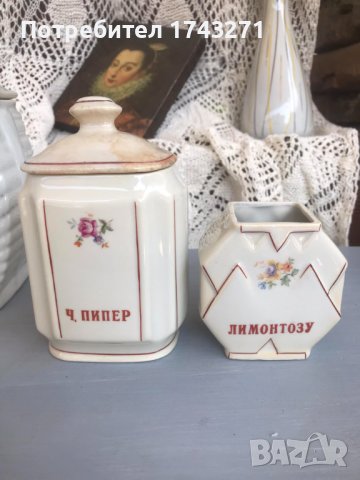 Потребител 1743271
Ч. ПИПЕР
ЛИМОНТОЗУ
BAZAR
bg